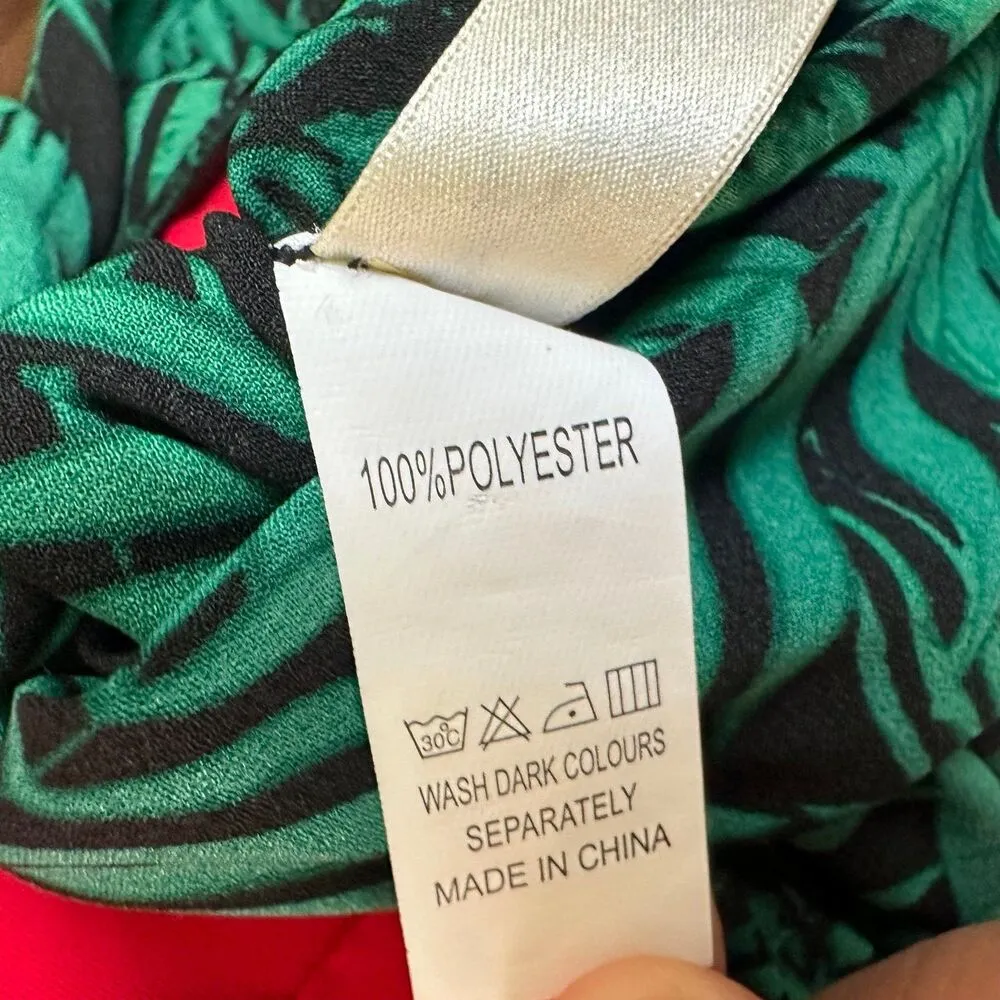 100%POLYESTER
30°C
WASH DARK COLOURS
SEPARATELY
MADE IN CHINA